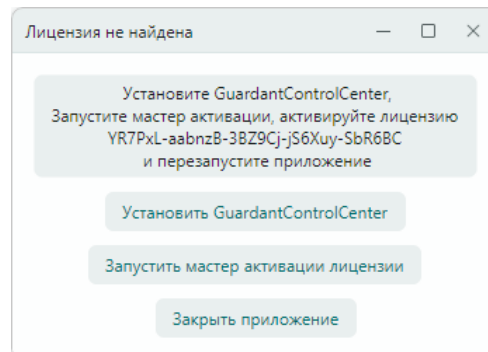 Лицензия не найдена
Установите GuardantControlCenter,
Запустите мастер активации, активируйте лицензию
YR7PxL-aabnzB-3BZ9Cj-jS6Xuy-SbR6BC
и перезапустите приложение
Установить GuardantControlCenter
Запустить мастер активации лицензии
Закрыть приложение